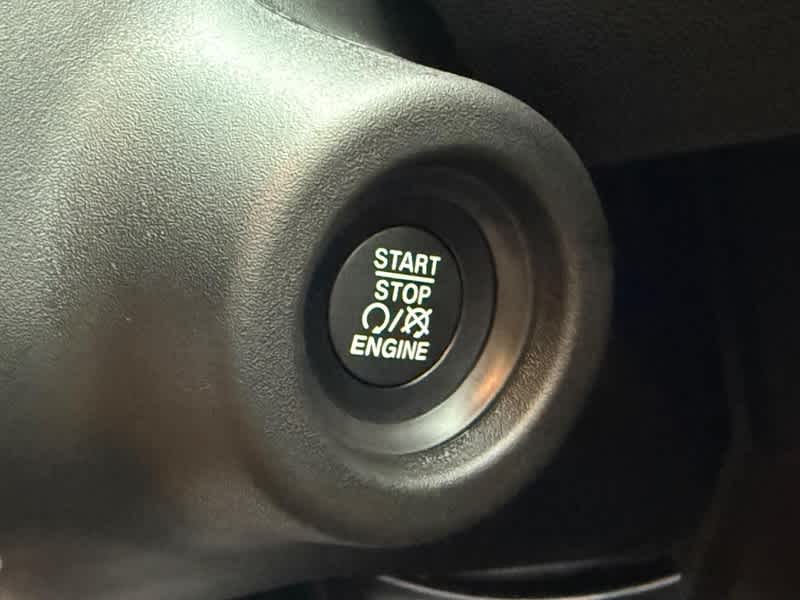 START
STOP
/
ENGINE